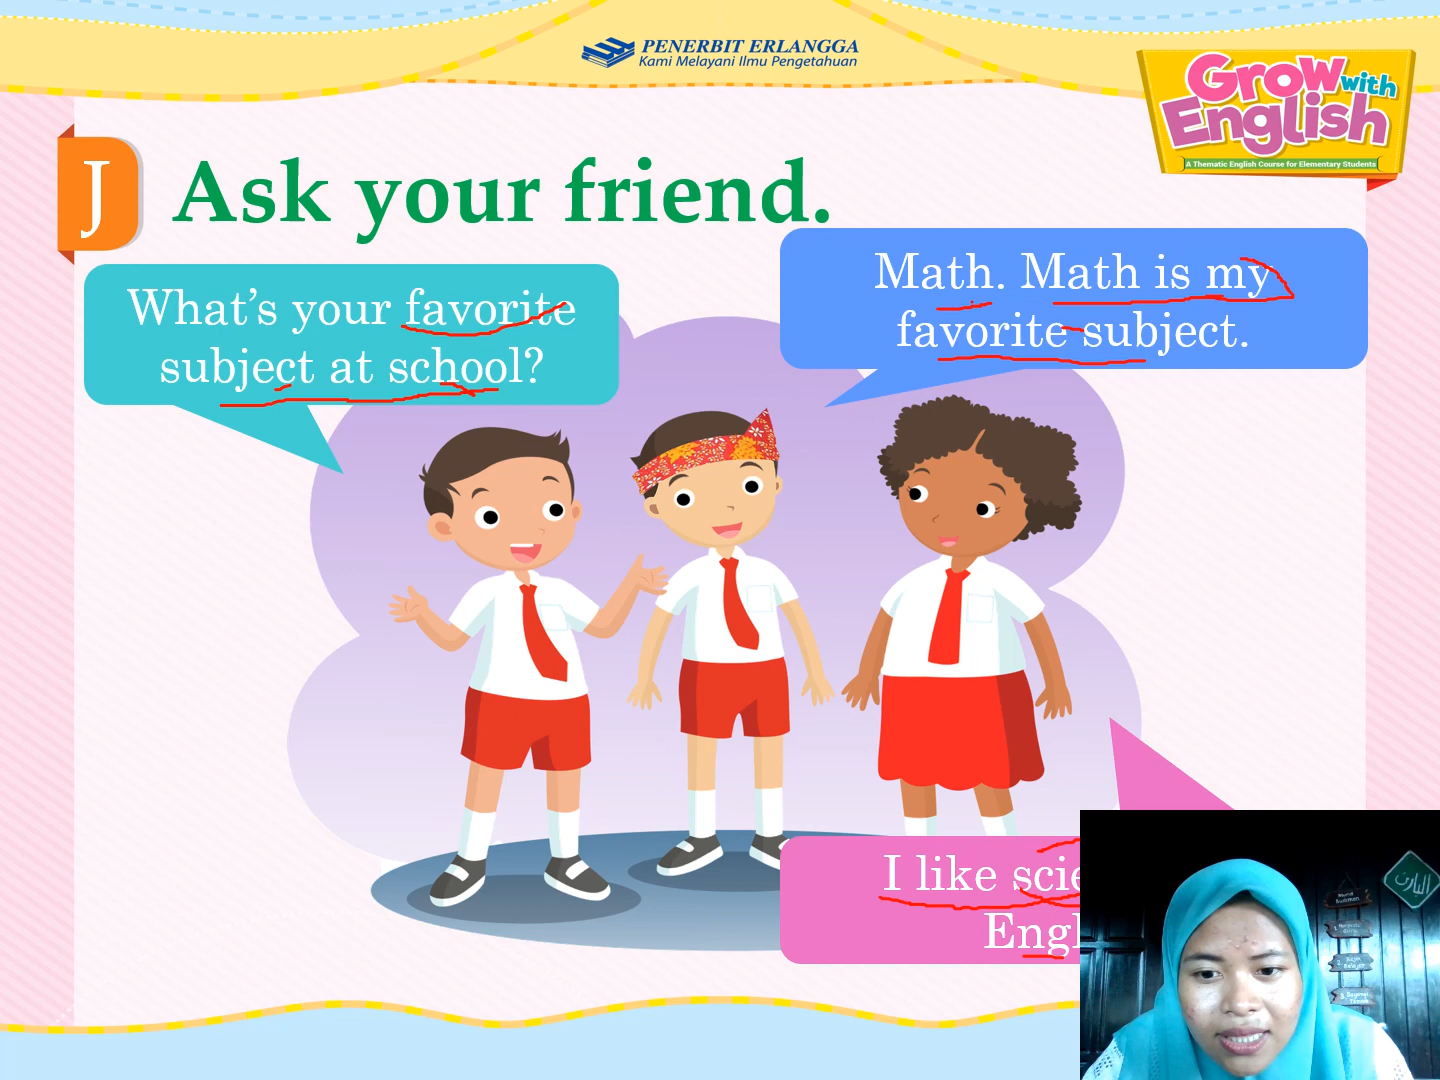 PENERBIT ERLANGGA
Kami Melayani Ilmu Pengetahuan
Grow with
English
A Thematic English Course for Elementary Students
J Ask your friend.
What's your favorite
subject at school?
Math. Math is my
favorite subject.
I like